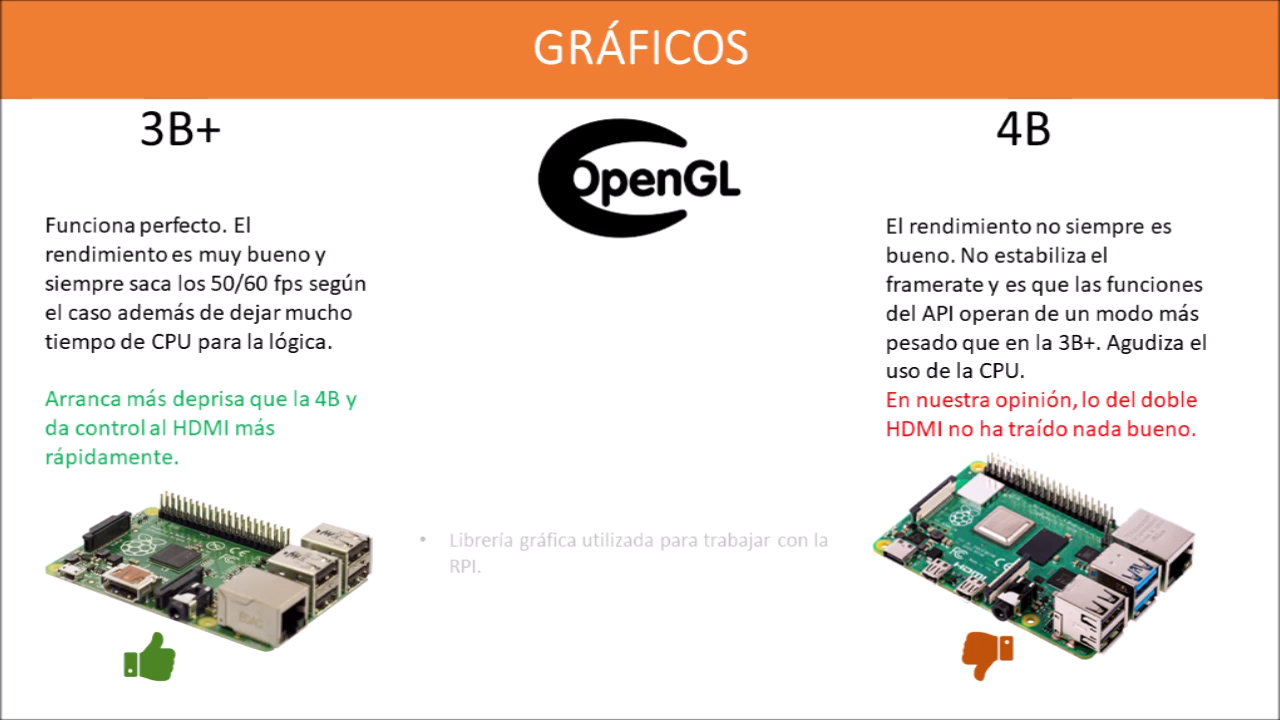 GRÁFICOS
3B+
OpenGL
4B
Funciona perfecto. El
rendimiento es muy bueno y
siempre saca los 50/60 fps según
el caso además de dejar mucho
tiempo de CPU para la lógica.
Arranca más deprisa que la 4B y
da control al HDMI más
rápidamente.
El rendimiento no siempre es
bueno. No estabiliza el
framerate y es que las funciones
del API operan de un modo más
pesado que en la 3B+. Agudiza el
uso de la CPU.
En nuestra opinión, lo del doble
HDMI no ha traído nada bueno.
• Librería gráfica utilizada para trabajar con la
RPI.
HDMI